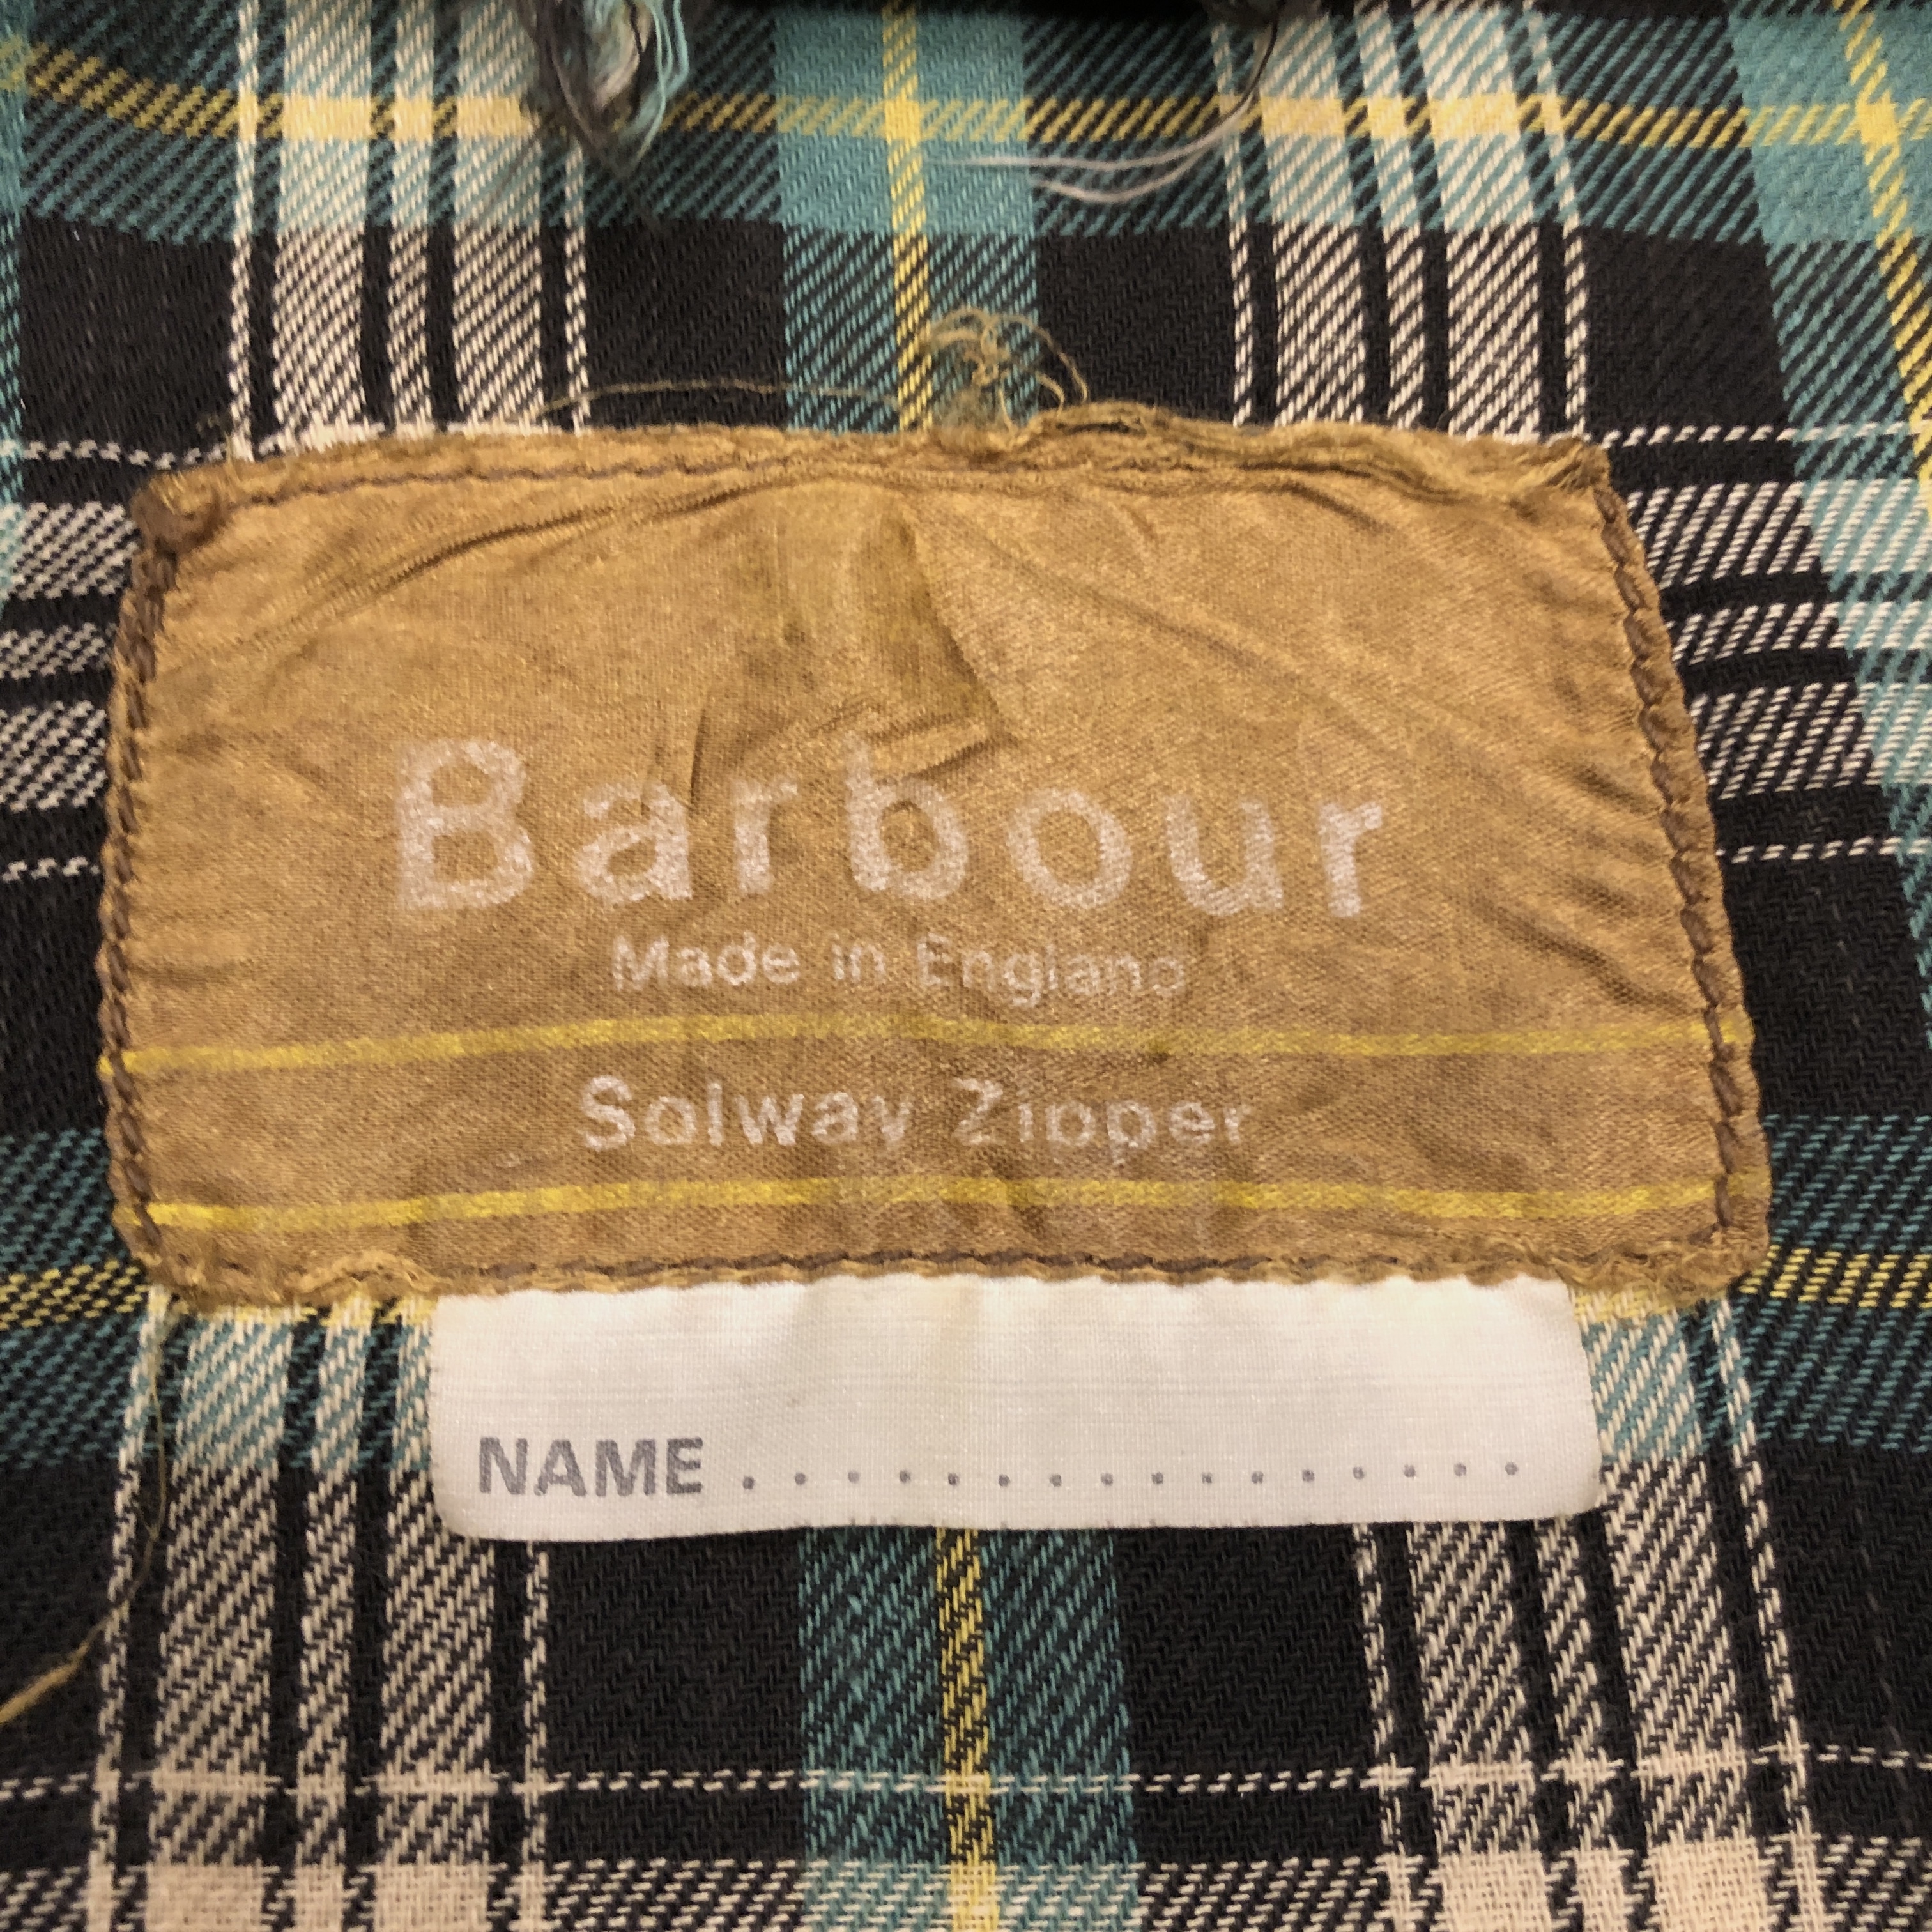 Barbour
Made in England
Solway Zipper
NAME . . . . . . . . . . . . . . . .